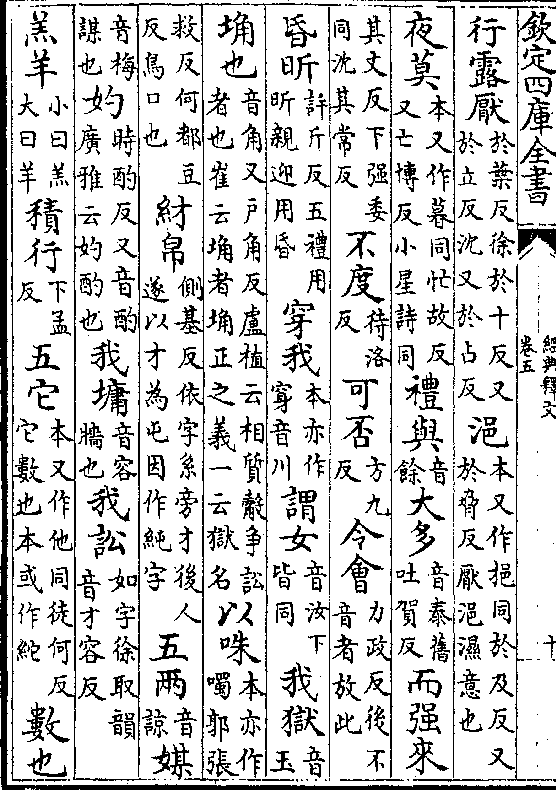 欽定四庫全書
經典釋文
卷五
十
行露厭於葉反徐於十反又於立反沈又於占反浥本又作挹同於及反又於脅反厭浥濕意也
夜莫本又作暮同忙故反又亡博反小星詩同禮與音餘大多音泰舊吐賀反而强來
其丈反下强委同沈其常反不度待洛反可否方九反令會力政反後不音者放此
昏昕許斤反五禮用昕親迎用昏穿我本亦作穿音川謂女音汝下皆同我獄音玉
埆也音角又戶角反盧植云相質觳争訟者也崔云埆者埆正之義一云獄名以咮本亦作噣郭張
救反何都豆反鳥口也紂帛側基反依字糸旁才後人遂以才為屯因作純字五兩音諒媒
音梅謀也妁時酌反又音酌廣雅云妁酌也我墉音容牆也我訟如字徐取韻音才容反
羔羊小曰羔大曰羊積行下孟反五它本又作他同徒何反它數也本或作紽數也